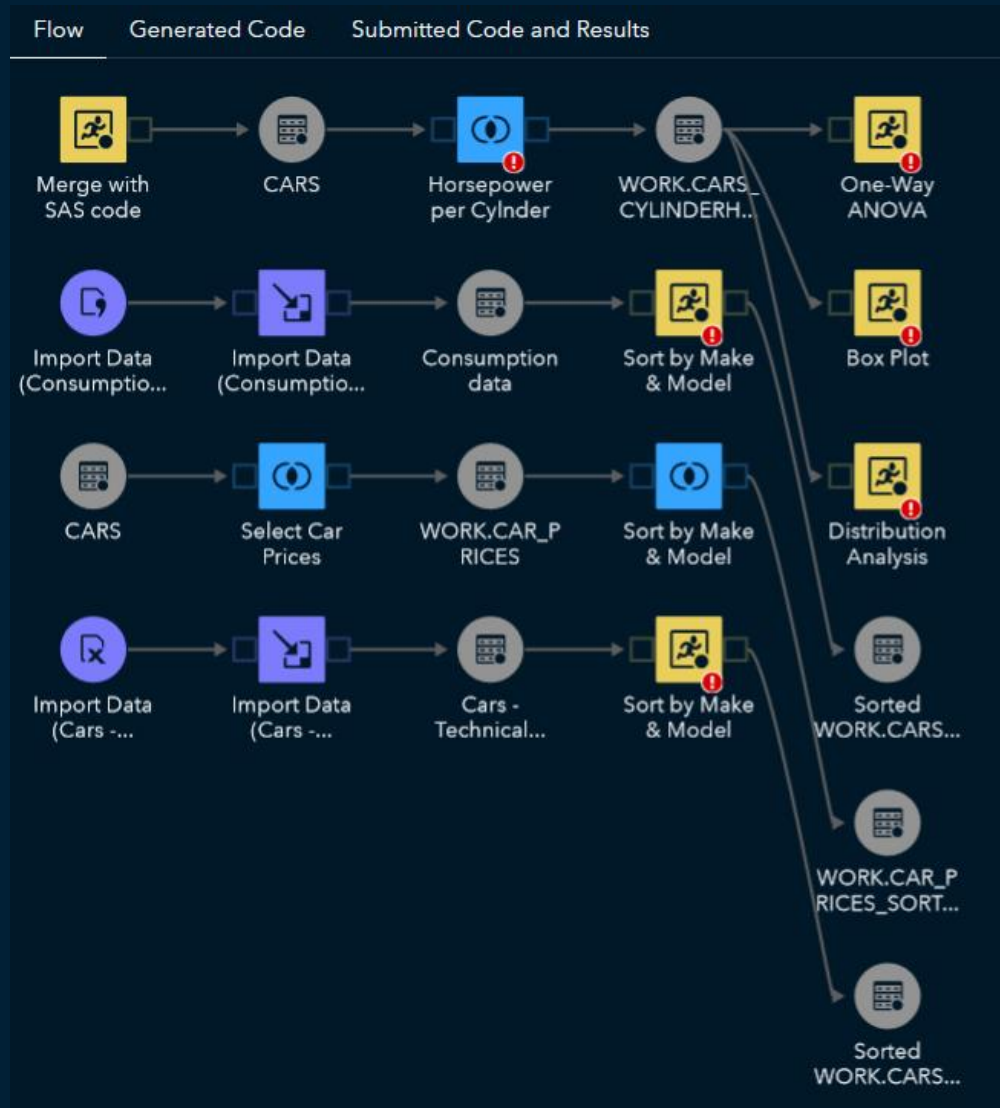 Flow Generated Code Submitted Code and Results
Merge with
SAS code
CARS
Horsepower
per Cylnder
WORK.CARS_
CYLINDERH...
One-Way
ANOVA
Import Data
(Consumptio...
Import Data
(Consumptio...
Consumption
data
Sort by Make
& Model
Box Plot
CARS
Select Car
Prices
WORK.CAR_P
RICES
Sort by Make
& Model
Distribution
Analysis
Import Data
(Cars -...
Import Data
(Cars -...
Cars -
Technical...
Sort by Make
& Model
Sorted
WORK.CARS...
WORK.CAR_P
RICES_SORT...
Sorted
WORK.CARS...